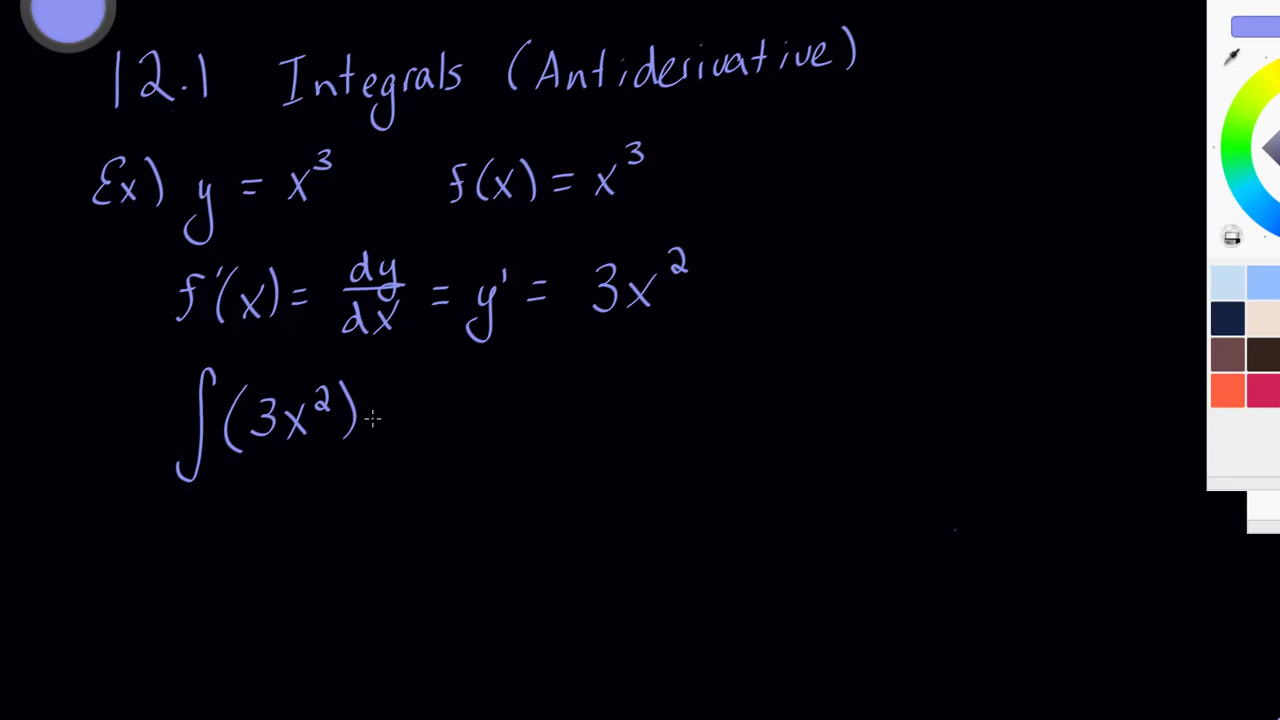 12.1 Integrals (Antiderivative)
Ex) y = x³ f(x) = x³
f'(x) = dy/dx = y' = 3x²
∫(3x²)